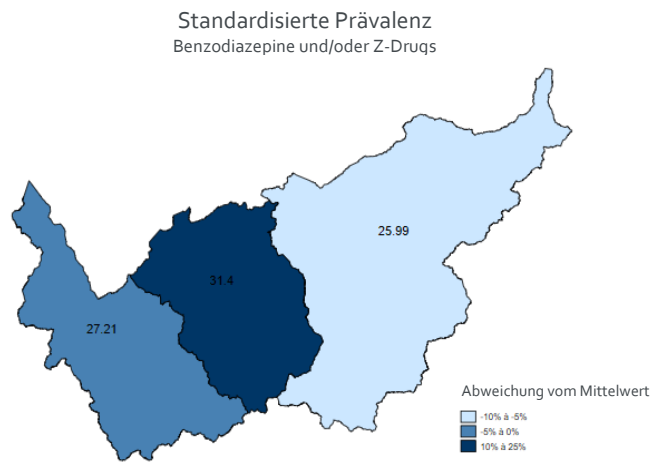 Standardisierte Prävalenz
Benzodiazepine und/oder Z-Drugs
25.99
31.4
27.21
Abweichung vom Mittelwert
-10% à -5%
-5% à 0%
10% à 25%